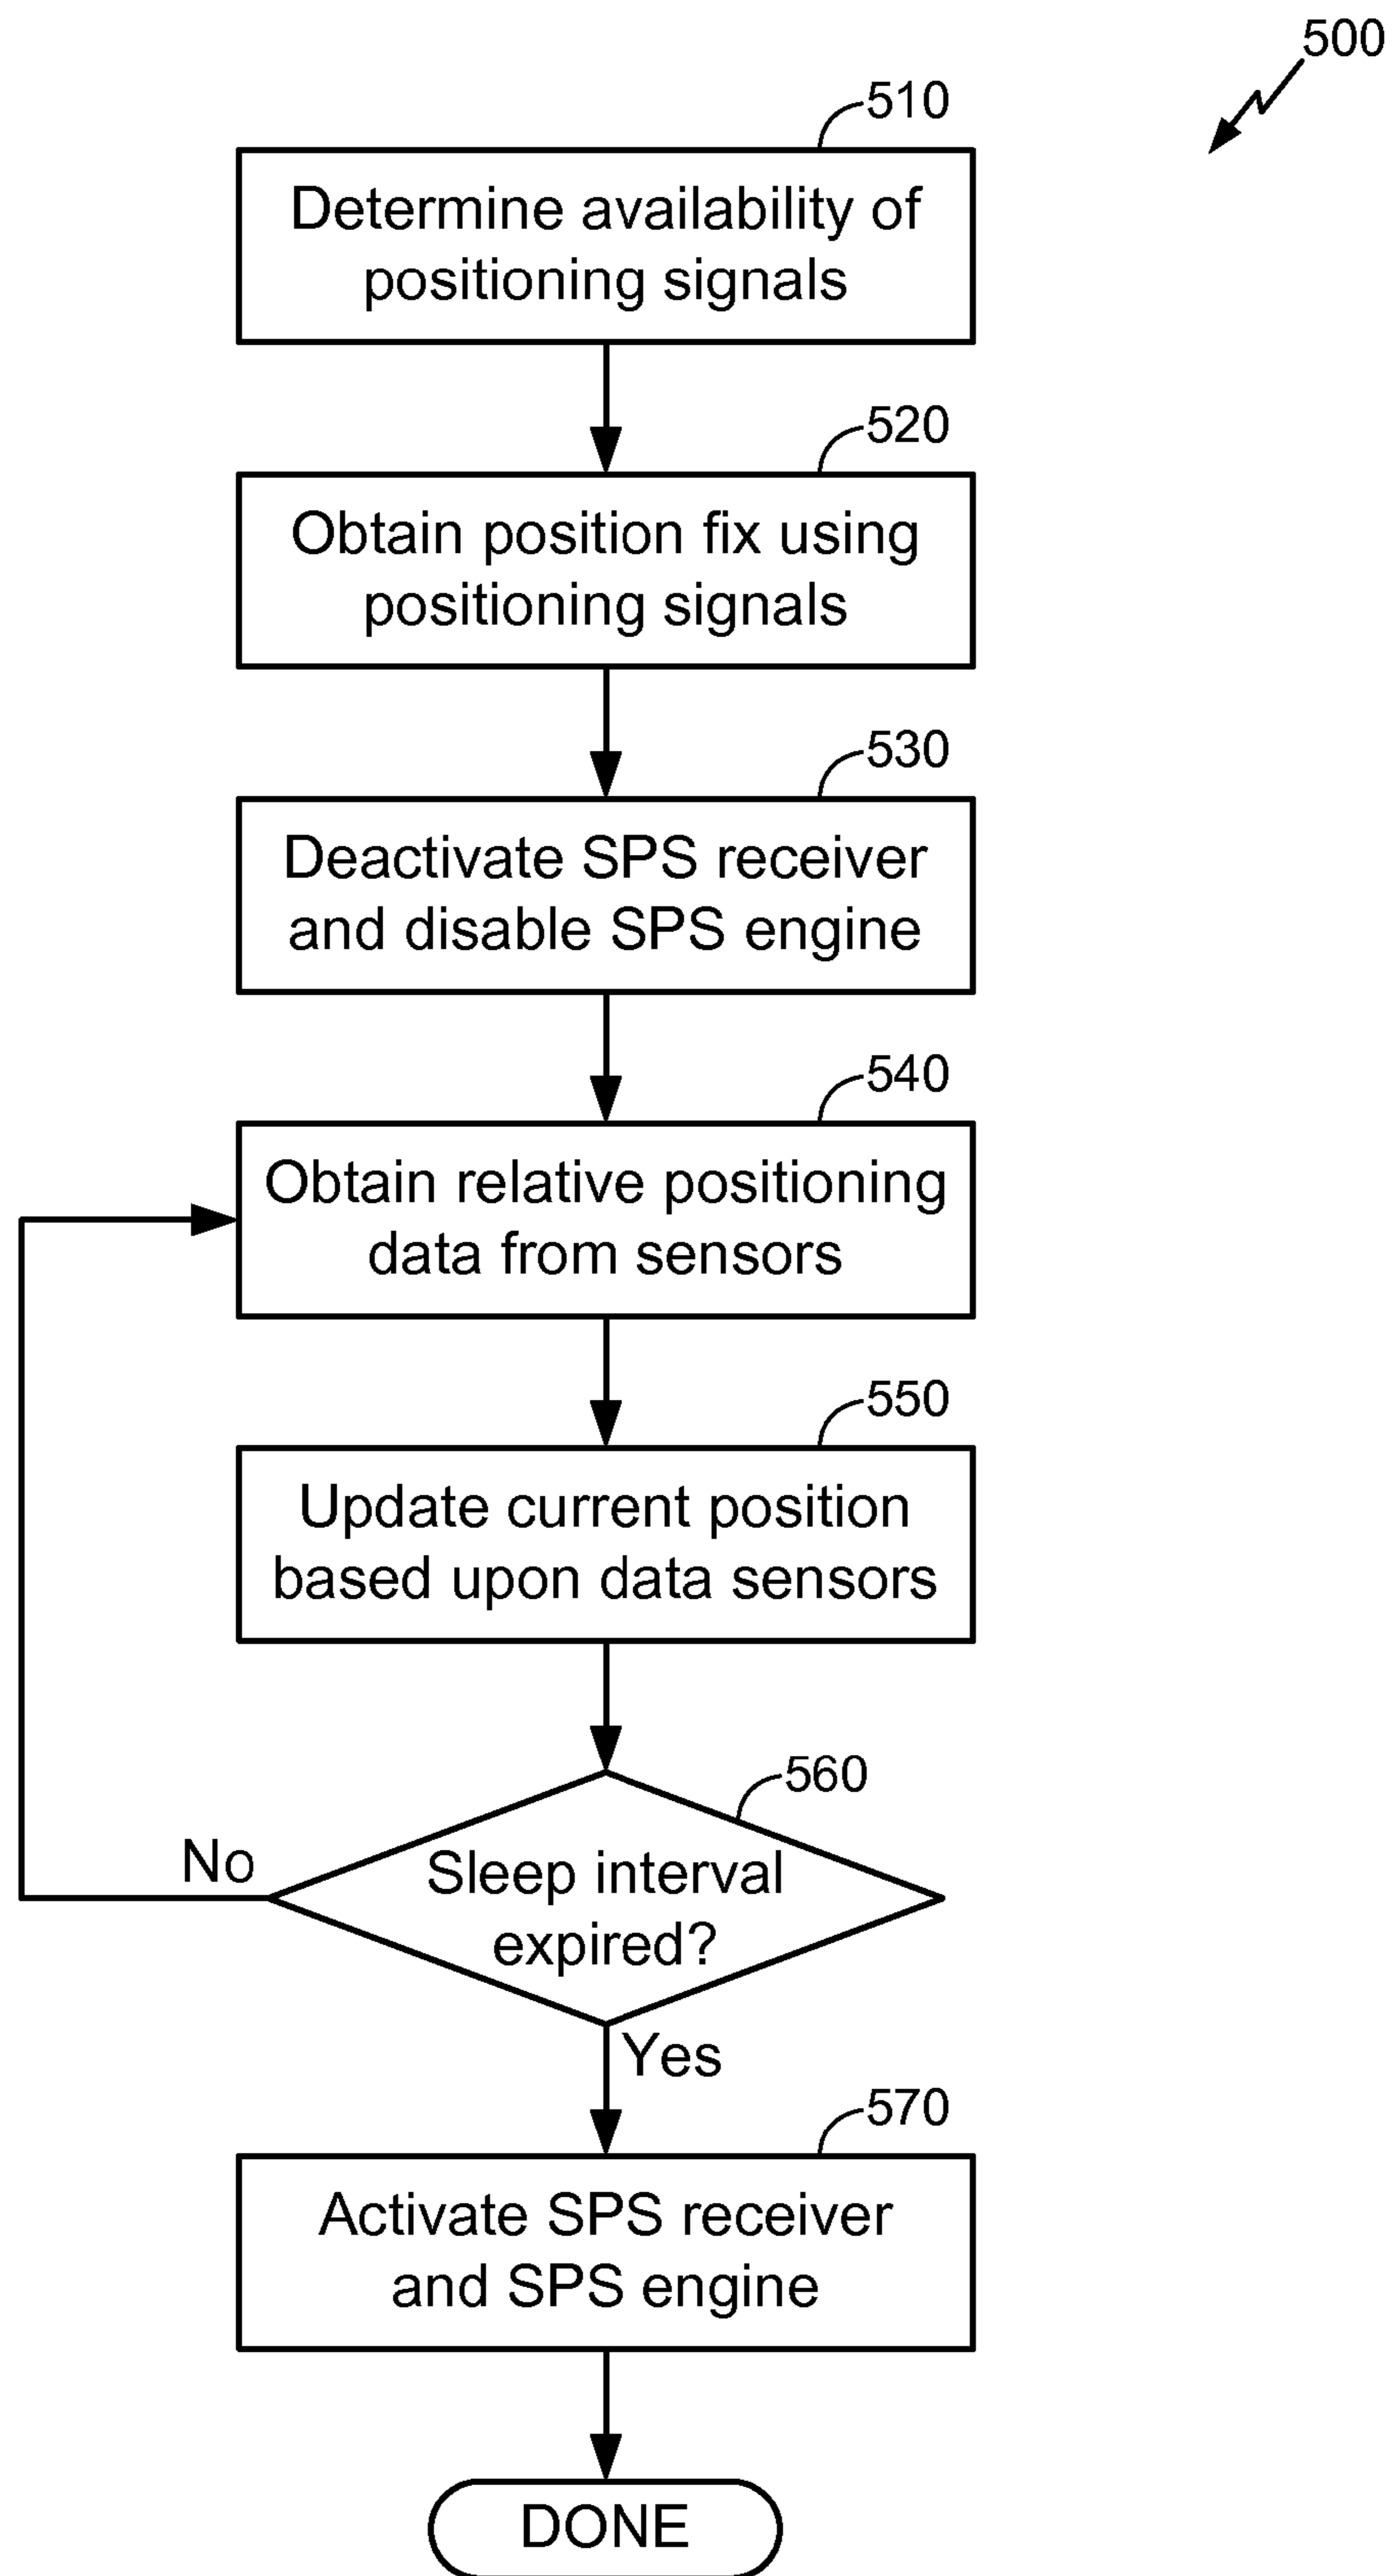 500
510
Determine availability of
positioning signals
520
Obtain position fix using
positioning signals
530
Deactivate SPS receiver
and disable SPS engine
540
Obtain relative positioning
data from sensors
550
Update current position
based upon data sensors
560
Sleep interval
expired?
No
Yes
570
Activate SPS receiver
and SPS engine
DONE